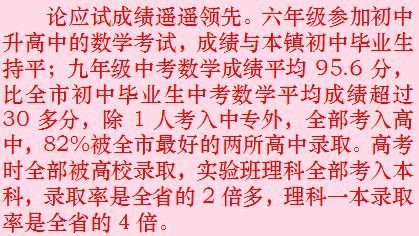 论应试成绩遥遥领先。六年级参加初中
升高中的数学考试，成绩与本镇初中毕业生
持平；九年级中考数学成绩平均 95.6 分，
比全市初中毕业生中考数学平均成绩超过
30 多分，除 1 人考入中专外，全部考入高
中，82%被全市最好的两所高中录取。高考
时全部被高校录取，实验班理科全部考入本
科，录取率是全省的 2 倍多，理科一本录取
率是全省的 4 倍。